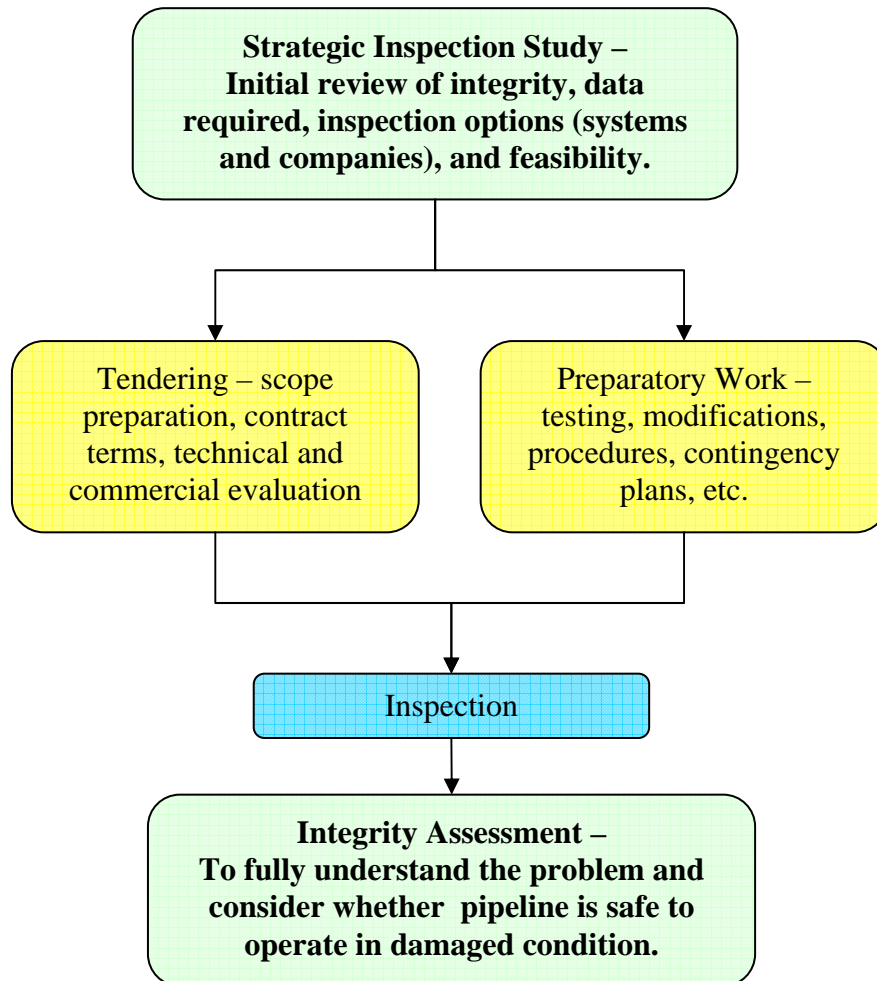 Strategic Inspection Study –
Initial review of integrity, data
required, inspection options (systems
and companies), and feasibility.
Tendering – scope
preparation, contract
terms, technical and
commercial evaluation
Preparatory Work –
testing, modifications,
procedures, contingency
plans, etc.
Inspection
Integrity Assessment –
To fully understand the problem and
consider whether  pipeline is safe to
operate in damaged condition.